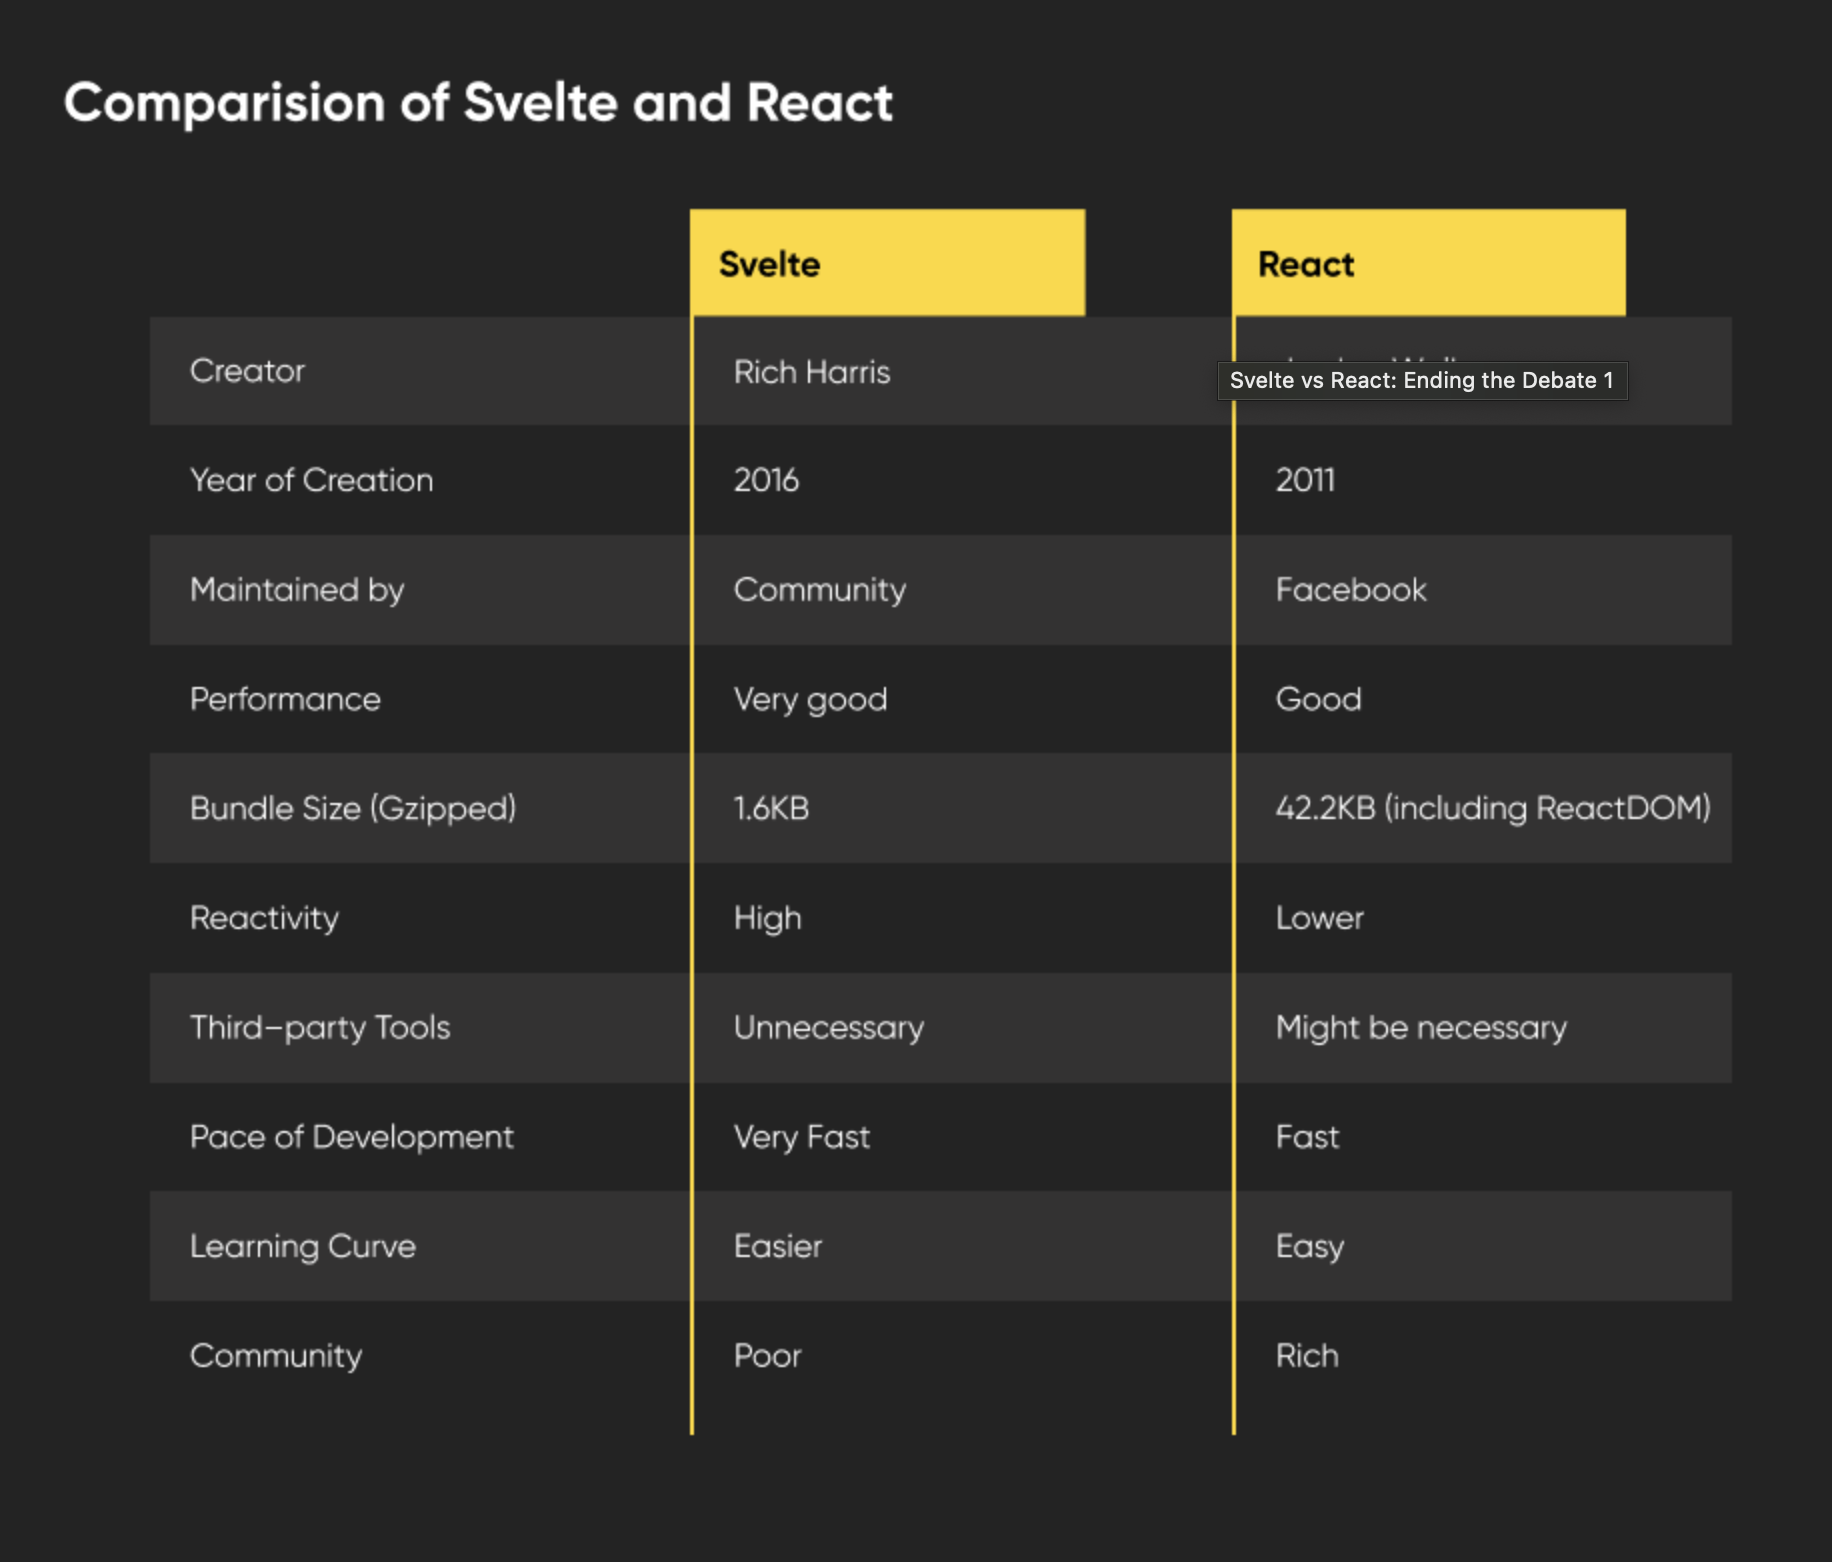 Comparision of Svelte and React
Svelte React
Creator Rich Harris
Svelte vs React: Ending the Debate 1
Year of Creation 2016 2011
Maintained by Community Facebook
Performance Very good Good
Bundle Size (Gzipped) 1.6KB 42.2KB (including ReactDOM)
Reactivity High Lower
Third-party Tools Unnecessary Might be necessary
Pace of Development Very Fast Fast
Learning Curve Easier Easy
Community Poor Rich